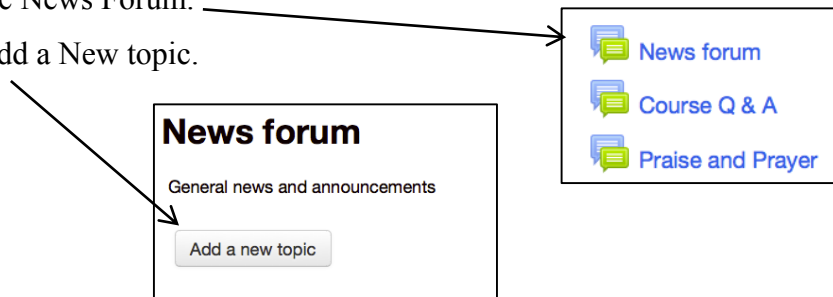 News Forum.
News forum
dd a New topic.
Course Q & A
Praise and Prayer
News forum
General news and announcements
Add a new topic